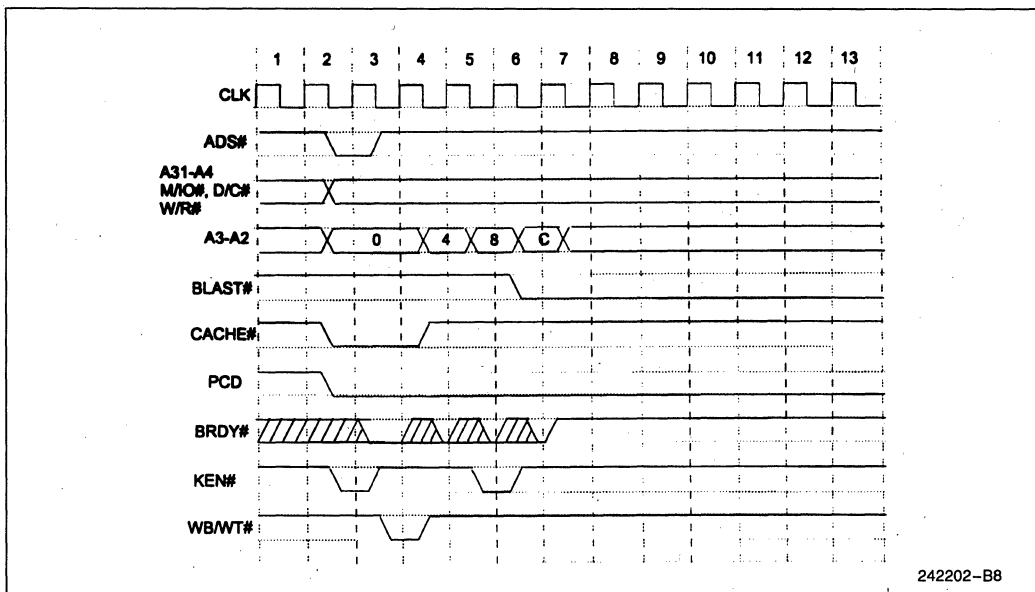 1 2 3 4 5 6 7 8 9 10 11 12 13
CLK
ADS#
A31-A4
M/IO#, D/C#
W/R#
A3-A2 0 4 8 C
BLAST#
CACHE#
PCD
BRDY#
KEN#
WB/WT#
242202-B8